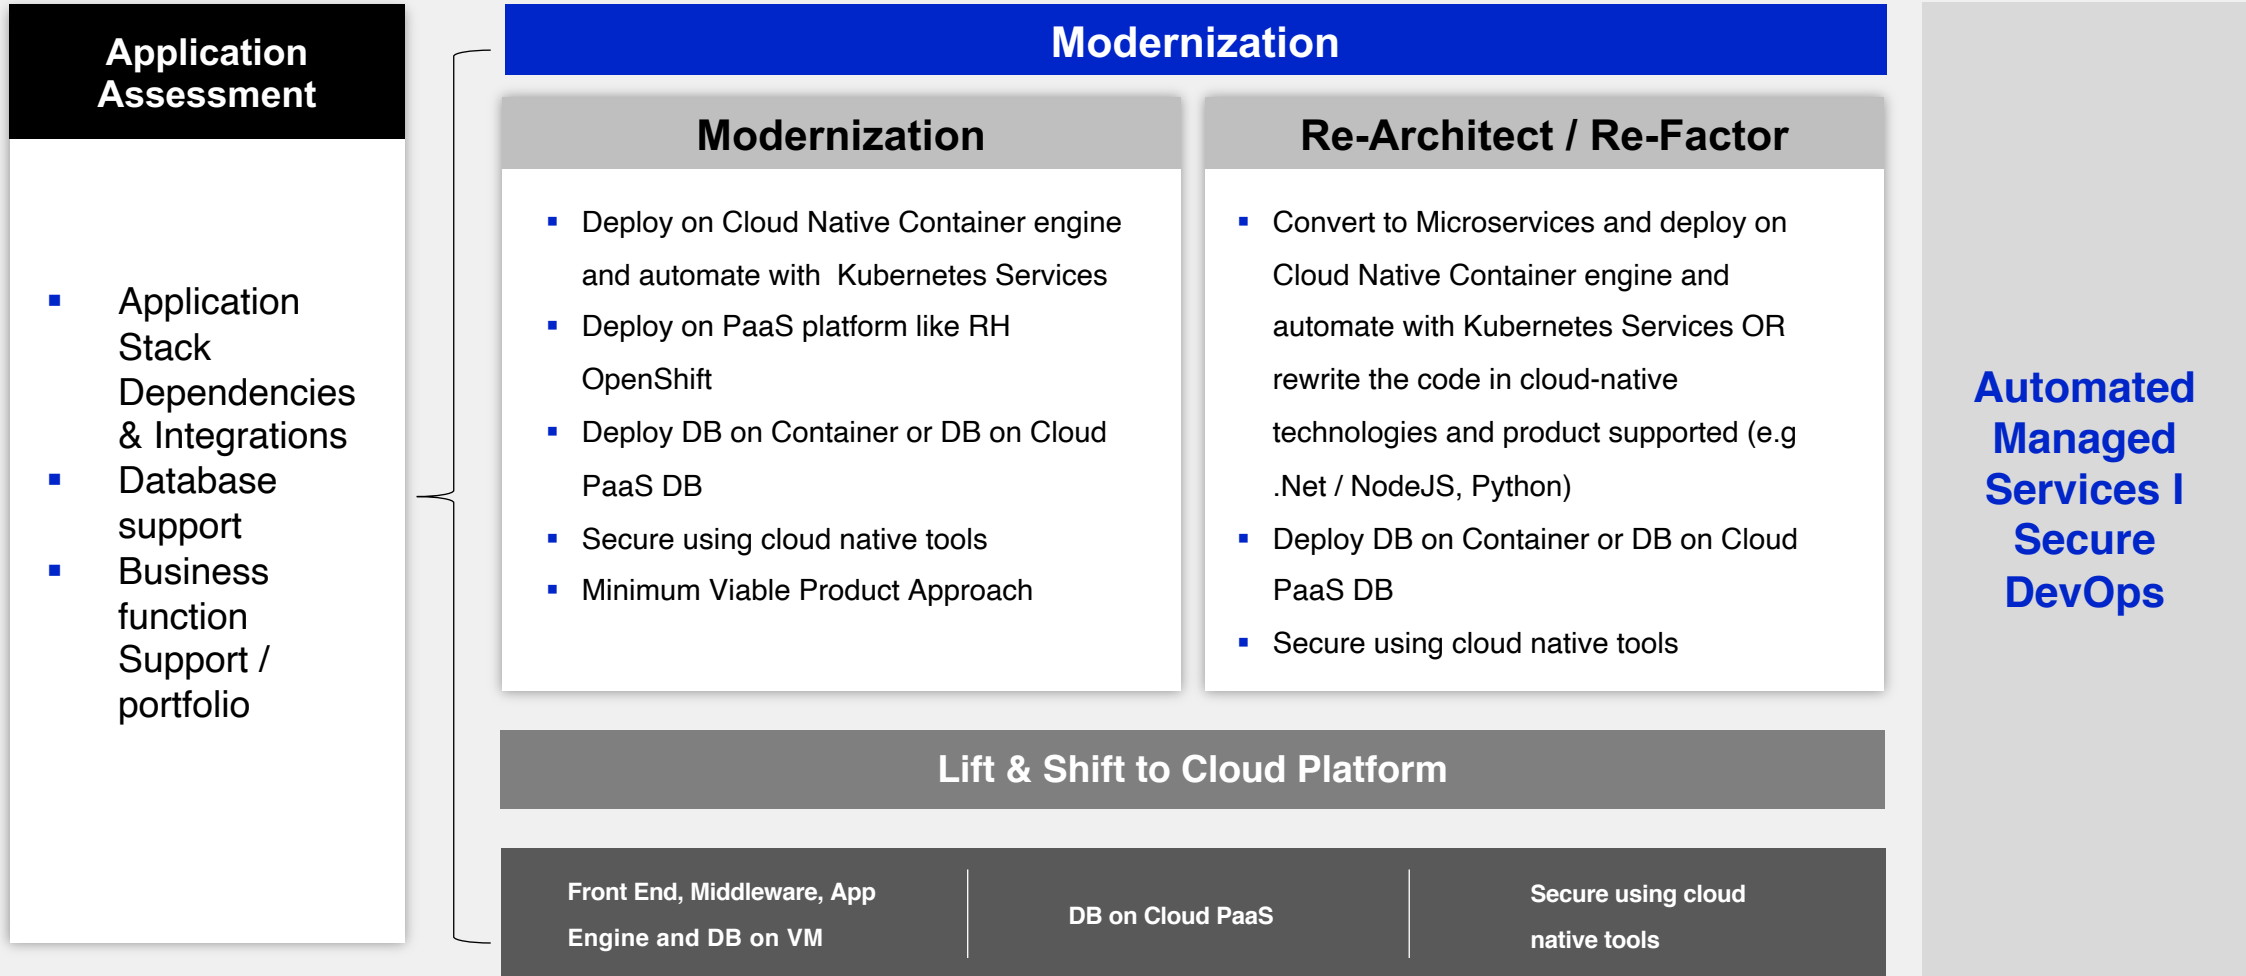 Application
Assessment
Application
Stack
Dependencies
& Integrations
Database
support
Business
function
Support /
portfolio
Modernization
Modernization
Deploy on Cloud Native Container engine
and automate with  Kubernetes Services
Deploy on PaaS platform like RH
OpenShift
Deploy DB on Container or DB on Cloud
PaaS DB
Secure using cloud native tools
Minimum Viable Product Approach
Re-Architect / Re-Factor
Convert to Microservices and deploy on
Cloud Native Container engine and
automate with Kubernetes Services OR
rewrite the code in cloud-native
technologies and product supported (e.g
.Net / NodeJS, Python)
Deploy DB on Container or DB on Cloud
PaaS DB
Secure using cloud native tools
Lift & Shift to Cloud Platform
Front End, Middleware, App
Engine and DB on VM
DB on Cloud PaaS
Secure using cloud
native tools
Automated
Managed
Services I
Secure
DevOps